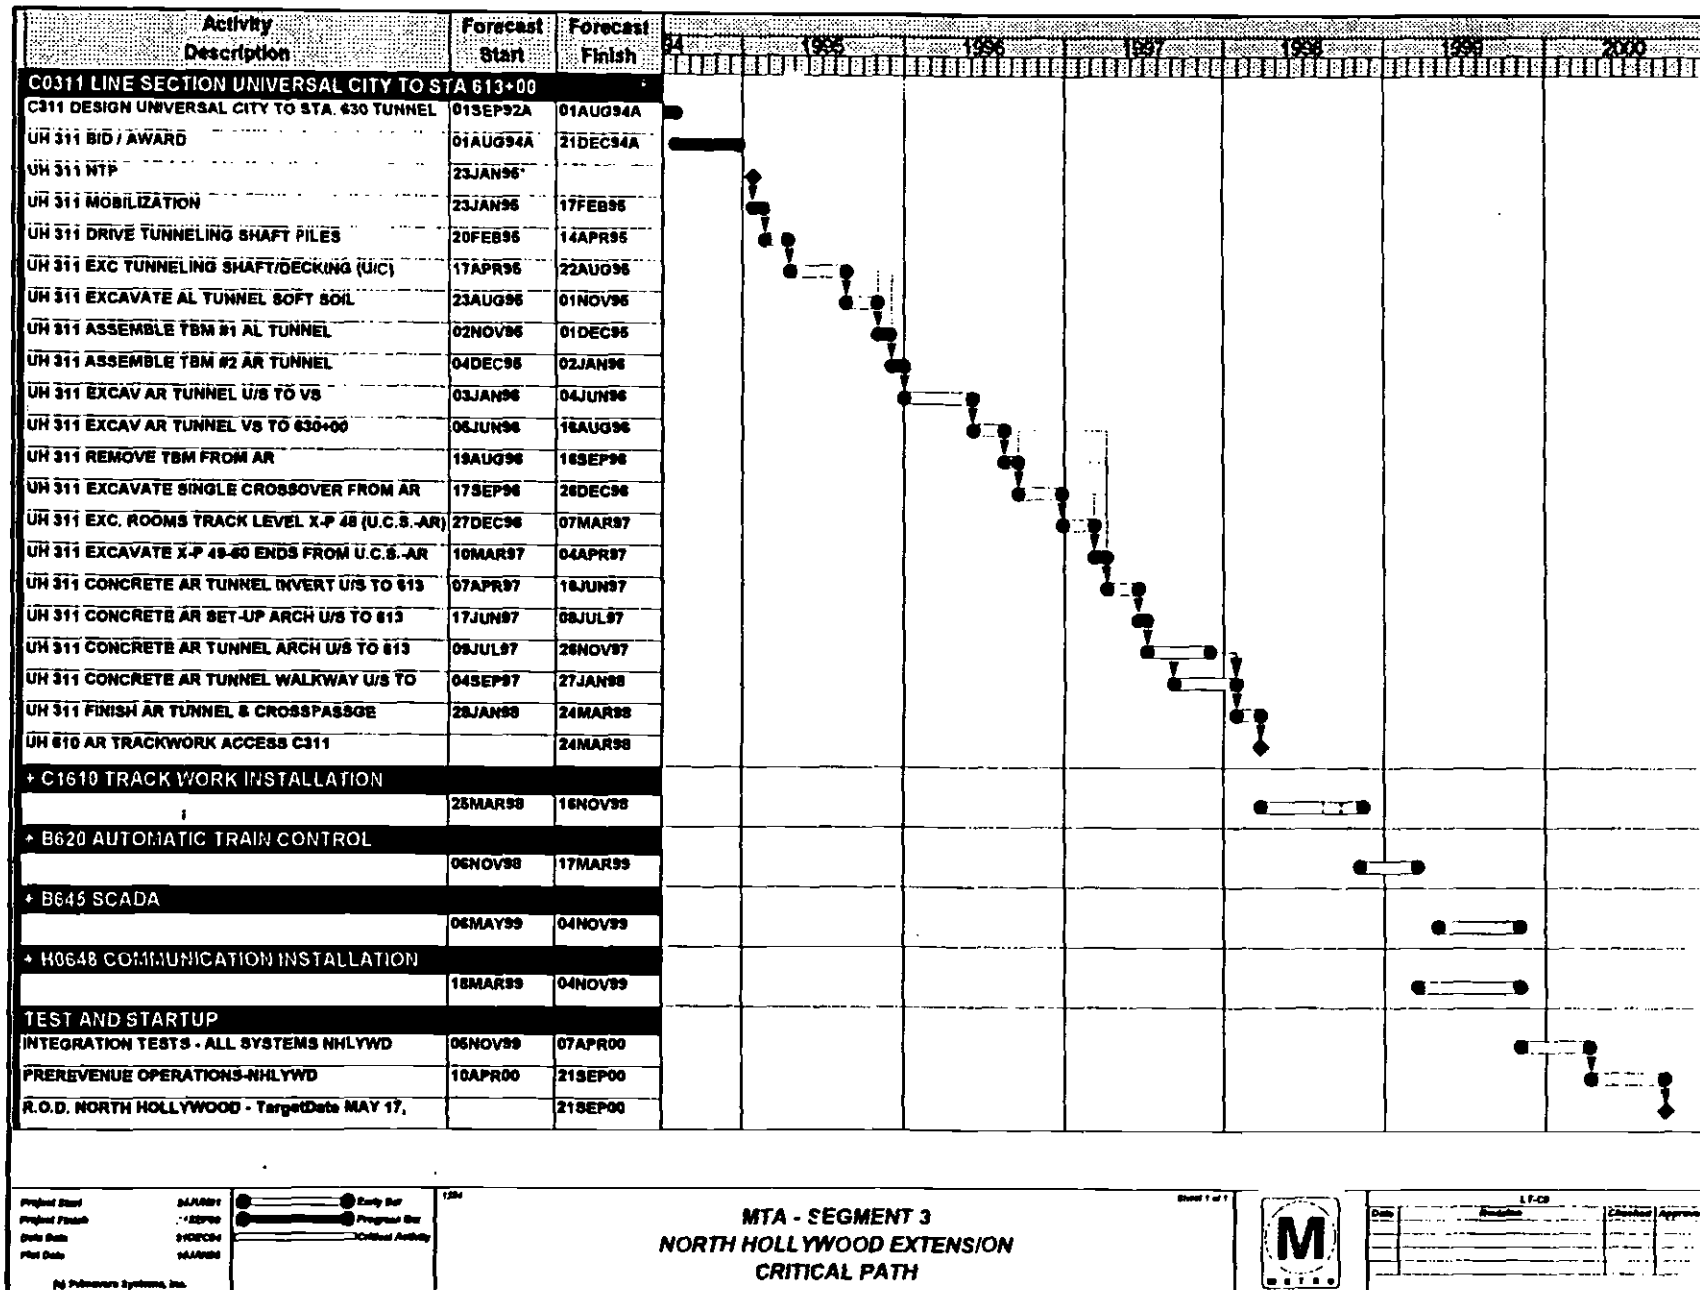 Activity Description Forecast Start Forecast Finish
94 1995 1996 1997 1998 1999 2000
C0311 LINE SECTION UNIVERSAL CITY TO STA 613+00
C311 DESIGN UNIVERSAL CITY TO STA. 630 TUNNEL 01SEP92A 01AUG94A
UH 311 BID / AWARD 01AUG94A 21DEC94A
UH 311 NTP 23JAN95*
UH 311 MOBILIZATION 23JAN95 17FEB95
UH 311 DRIVE TUNNELING SHAFT PILES 20FEB95 14APR95
UH 311 EXC TUNNELING SHAFT/DECKING (U/C) 17APR95 22AUG95
UH 311 EXCAVATE AL TUNNEL SOFT SOIL 23AUG95 01NOV95
UH 311 ASSEMBLE TBM #1 AL TUNNEL 02NOV95 01DEC95
UH 311 ASSEMBLE TBM #2 AR TUNNEL 04DEC95 02JAN96
UH 311 EXCAV AR TUNNEL U/S TO VS 03JAN96 04JUN96
UH 311 EXCAV AR TUNNEL VS TO 630+00 05JUN96 16AUG96
UH 311 REMOVE TBM FROM AR 19AUG96 16SEP96
UH 311 EXCAVATE SINGLE CROSSOVER FROM AR 17SEP96 26DEC96
UH 311 EXC. ROOMS TRACK LEVEL X-P 48 (U.C.S.-AR) 27DEC96 07MAR97
UH 311 EXCAVATE X-P 49-60 ENDS FROM U.C.S.-AR 10MAR97 04APR97
UH 311 CONCRETE AR TUNNEL INVERT U/S TO 613 07APR97 16JUN97
UH 311 CONCRETE AR SET-UP ARCH U/S TO 613 17JUN97 08JUL97
UH 311 CONCRETE AR TUNNEL ARCH U/S TO 613 09JUL97 26NOV97
UH 311 CONCRETE AR TUNNEL WALKWAY U/S TO 04SEP97 27JAN98
UH 311 FINISH AR TUNNEL & CROSSPASSGE 28JAN98 24MAR98
UH 610 AR TRACKWORK ACCESS C311 24MAR98
+ C1610 TRACK WORK INSTALLATION
25MAR98 16NOV98
+ B620 AUTOMATIC TRAIN CONTROL
06NOV98 17MAR99
+ B645 SCADA
06MAY99 04NOV99
+ H0648 COMMUNICATION INSTALLATION
18MAR99 04NOV99
TEST AND STARTUP
INTEGRATION TESTS - ALL SYSTEMS NHLYWD 05NOV99 07APR00
PREREVENUE OPERATIONS-NHLYWD 10APR00 21SEP00
R.O.D. NORTH HOLLYWOOD - TargetDate MAY 17, 21SEP00
Project Start
Project Finish
Data Date 31DEC94
Plot Date
(c) Primavera Systems, Inc.
Early Bar
Progress Bar
Critical Activity
1294
MTA - SEGMENT 3
NORTH HOLLYWOOD EXTENSION
CRITICAL PATH
Sheet 1 of 1
M
METRO
Date Revision Checked Approved